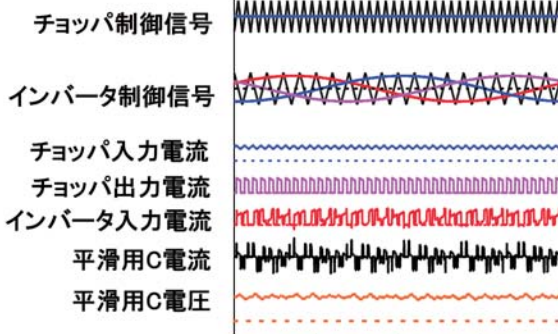 チョッパ制御信号
インバータ制御信号
チョッパ入力電流
チョッパ出力電流
インバータ入力電流
平滑用C電流
平滑用C電圧